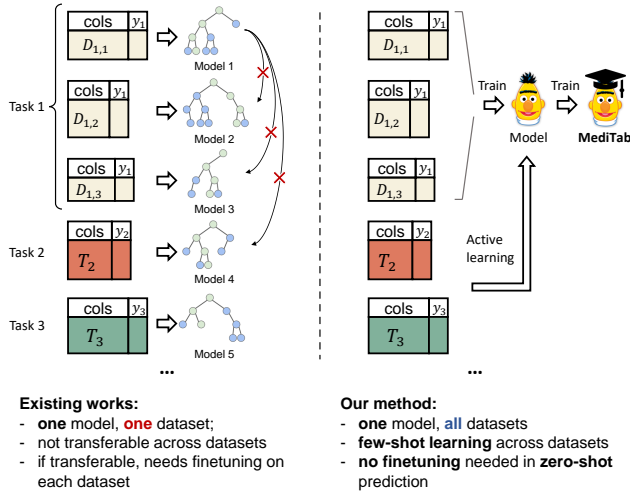 cols y₁
D₁,₁
Model 1
Task 1
cols y₁
D₁,₂
Model 2
cols y₁
D₁,₃
Model 3
Task 2
cols y₂
T₂
Model 4
Task 3
cols y₃
T₃
Model 5
...
Existing works:
- one model, one dataset;
- not transferable across datasets
- if transferable, needs finetuning on
each dataset
cols y₁
D₁,₁
cols y₁
D₁,₂
Train
Model
Train
MediTab
cols y₁
D₁,₃
cols y₂
T₂
Active
learning
cols y₃
T₃
...
Our method:
- one model, all datasets
- few-shot learning across datasets
- no finetuning needed in zero-shot
prediction